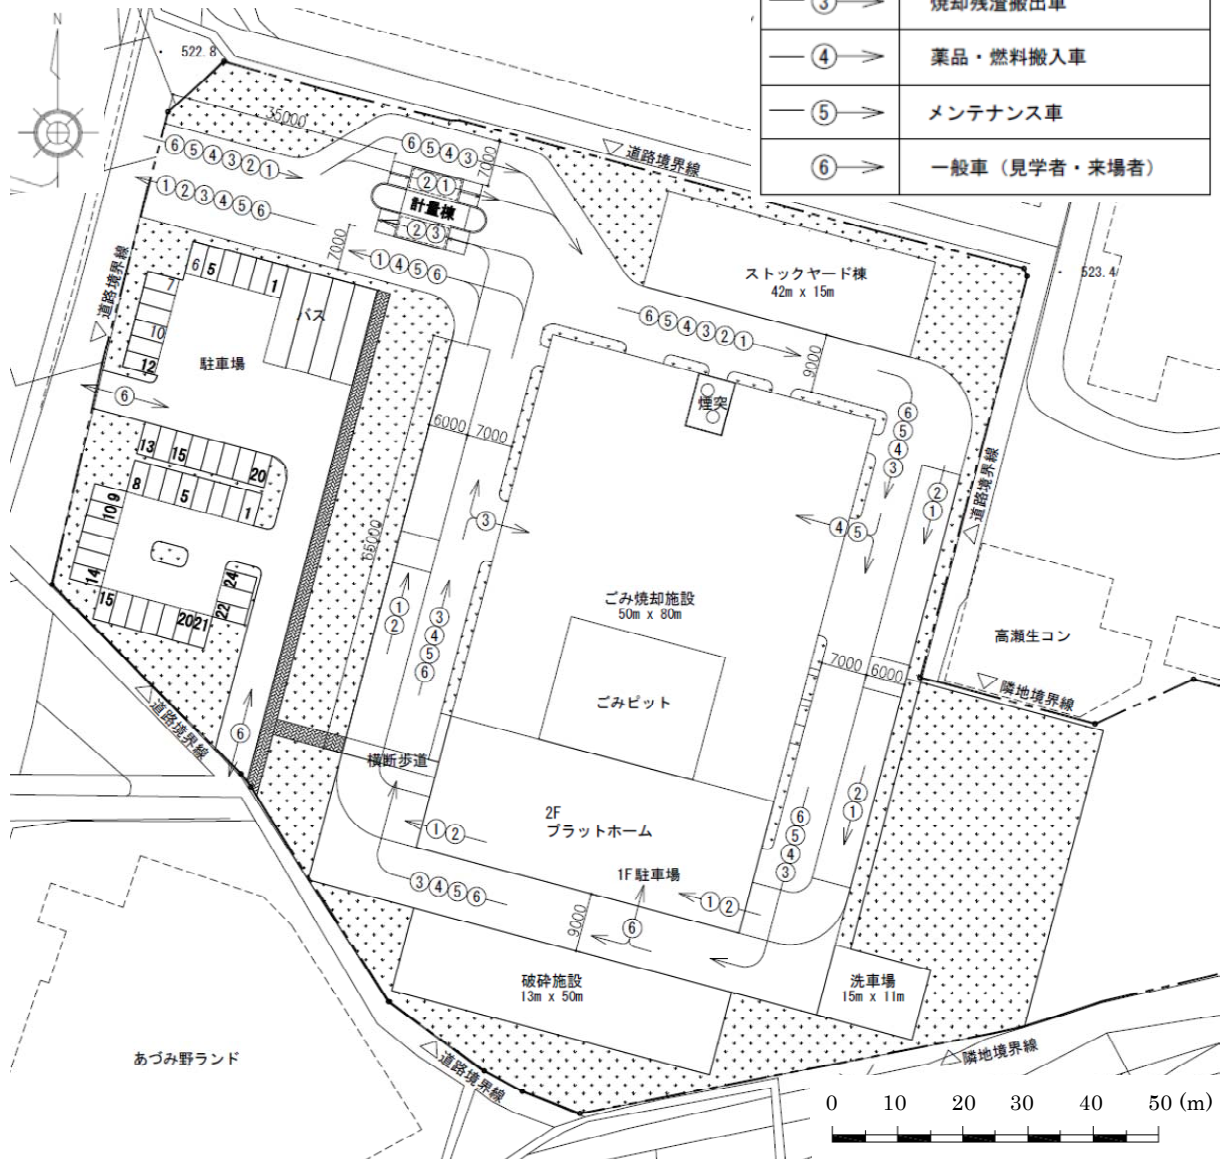 ③ 焼却残渣搬出車
④ 薬品・燃料搬入車
⑤ メンテナンス車
⑥ 一般車（見学者・来場者）
N
522.8
35000
⑥⑤④③②①
①②③④⑤⑥
⑥⑤④③
7000
②①
計量棟
②③
7000
①④⑤⑥
道路境界線
ストックヤード棟
42m x 15m
523.4
道路境界線
6 5 1
7
10
12
バス
駐車場
⑥
⑥⑤④③②①
9000
煙突
⑥
⑤
④
③
②
①
道路境界線
6000 7000
13 15 20
8 5 1
9
10
14
15 20 21
22
24
65000
③
④⑤
①
②
③
④
⑤
⑥
ごみ焼却施設
50m x 80m
ごみピット
7000 6000
高瀬生コン
隣地境界線
道路境界線
⑥
横断歩道
①②
2F
プラットホーム
②
①
⑥
⑤
④
③
1F駐車場
③④⑤⑥
9000
⑥
①②
破砕施設
13m x 50m
洗車場
15m x 11m
あづみ野ランド
道路境界線
隣地境界線
0 10 20 30 40 50 (m)